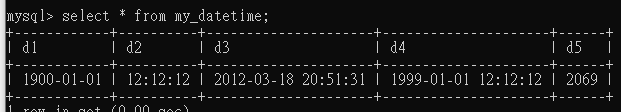 mysql> select * from my_datetime;
+------------+----------+---------------------+---------------------+------+
| d1         | d2       | d3                  | d4                  | d5   |
+------------+----------+---------------------+---------------------+------+
| 1900-01-01 | 12:12:12 | 2012-03-18 20:51:31 | 1999-01-01 12:12:12 | 2069 |
+------------+----------+---------------------+---------------------+------+
1 row in set (0.00 sec)